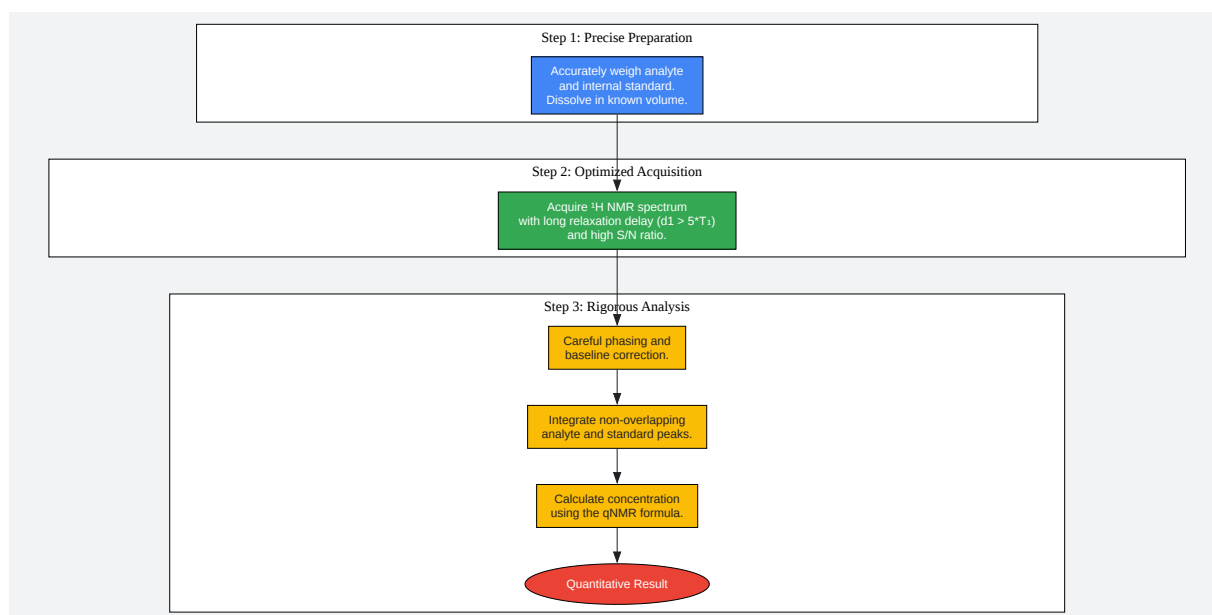 Step 1: Precise Preparation
Accurately weigh analyte
and internal standard.
Dissolve in known volume.
Step 2: Optimized Acquisition
Acquire ¹H NMR spectrum
with long relaxation delay (d1 > 5*T₁)
and high S/N ratio.
Step 3: Rigorous Analysis
Careful phasing and
baseline correction.
Integrate non-overlapping
analyte and standard peaks.
Calculate concentration
using the qNMR formula.
Quantitative Result